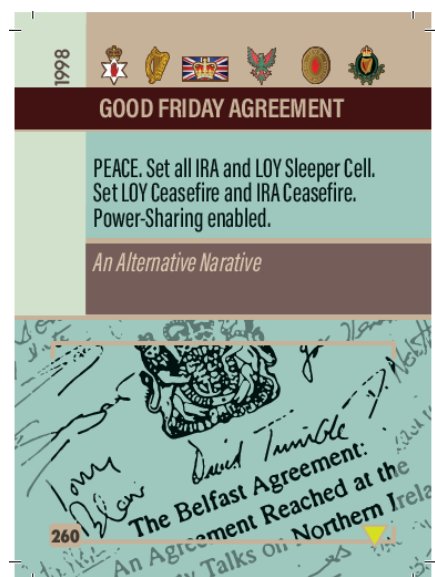 1998
GOOD FRIDAY AGREEMENT
PEACE. Set all IRA and LOY Sleeper Cell.
Set LOY Ceasefire and IRA Ceasefire.
Power-Sharing enabled.
An Alternative Narative
David Trimble
Tony
Blair
The Belfast Agreement:
An Agreement Reached at the
Talks on Northern Irela
260